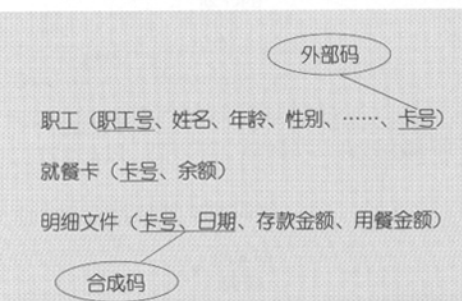 外部码
职工（职工号、姓名、年龄、性别、……、卡号）
就餐卡（卡号、余额）
明细文件（卡号、日期、存款金额、用餐金额）
合成码